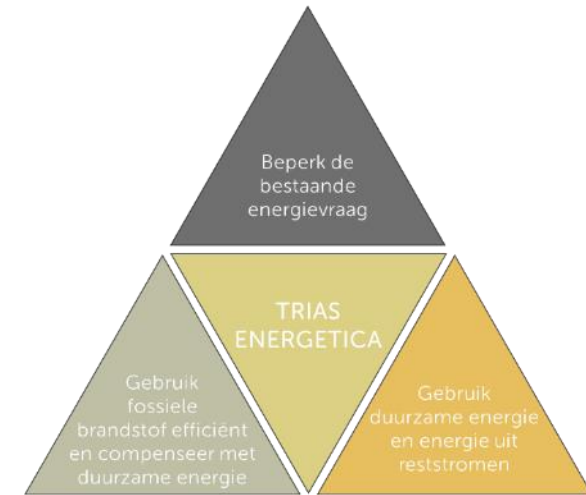 Beperk de
bestaande
energievraag
TRIAS
ENERGETICA
Gebruik
fossiele
brandstof efficiënt
en compenseer met
duurzame energie
Gebruik
duurzame energie
en energie uit
reststromen